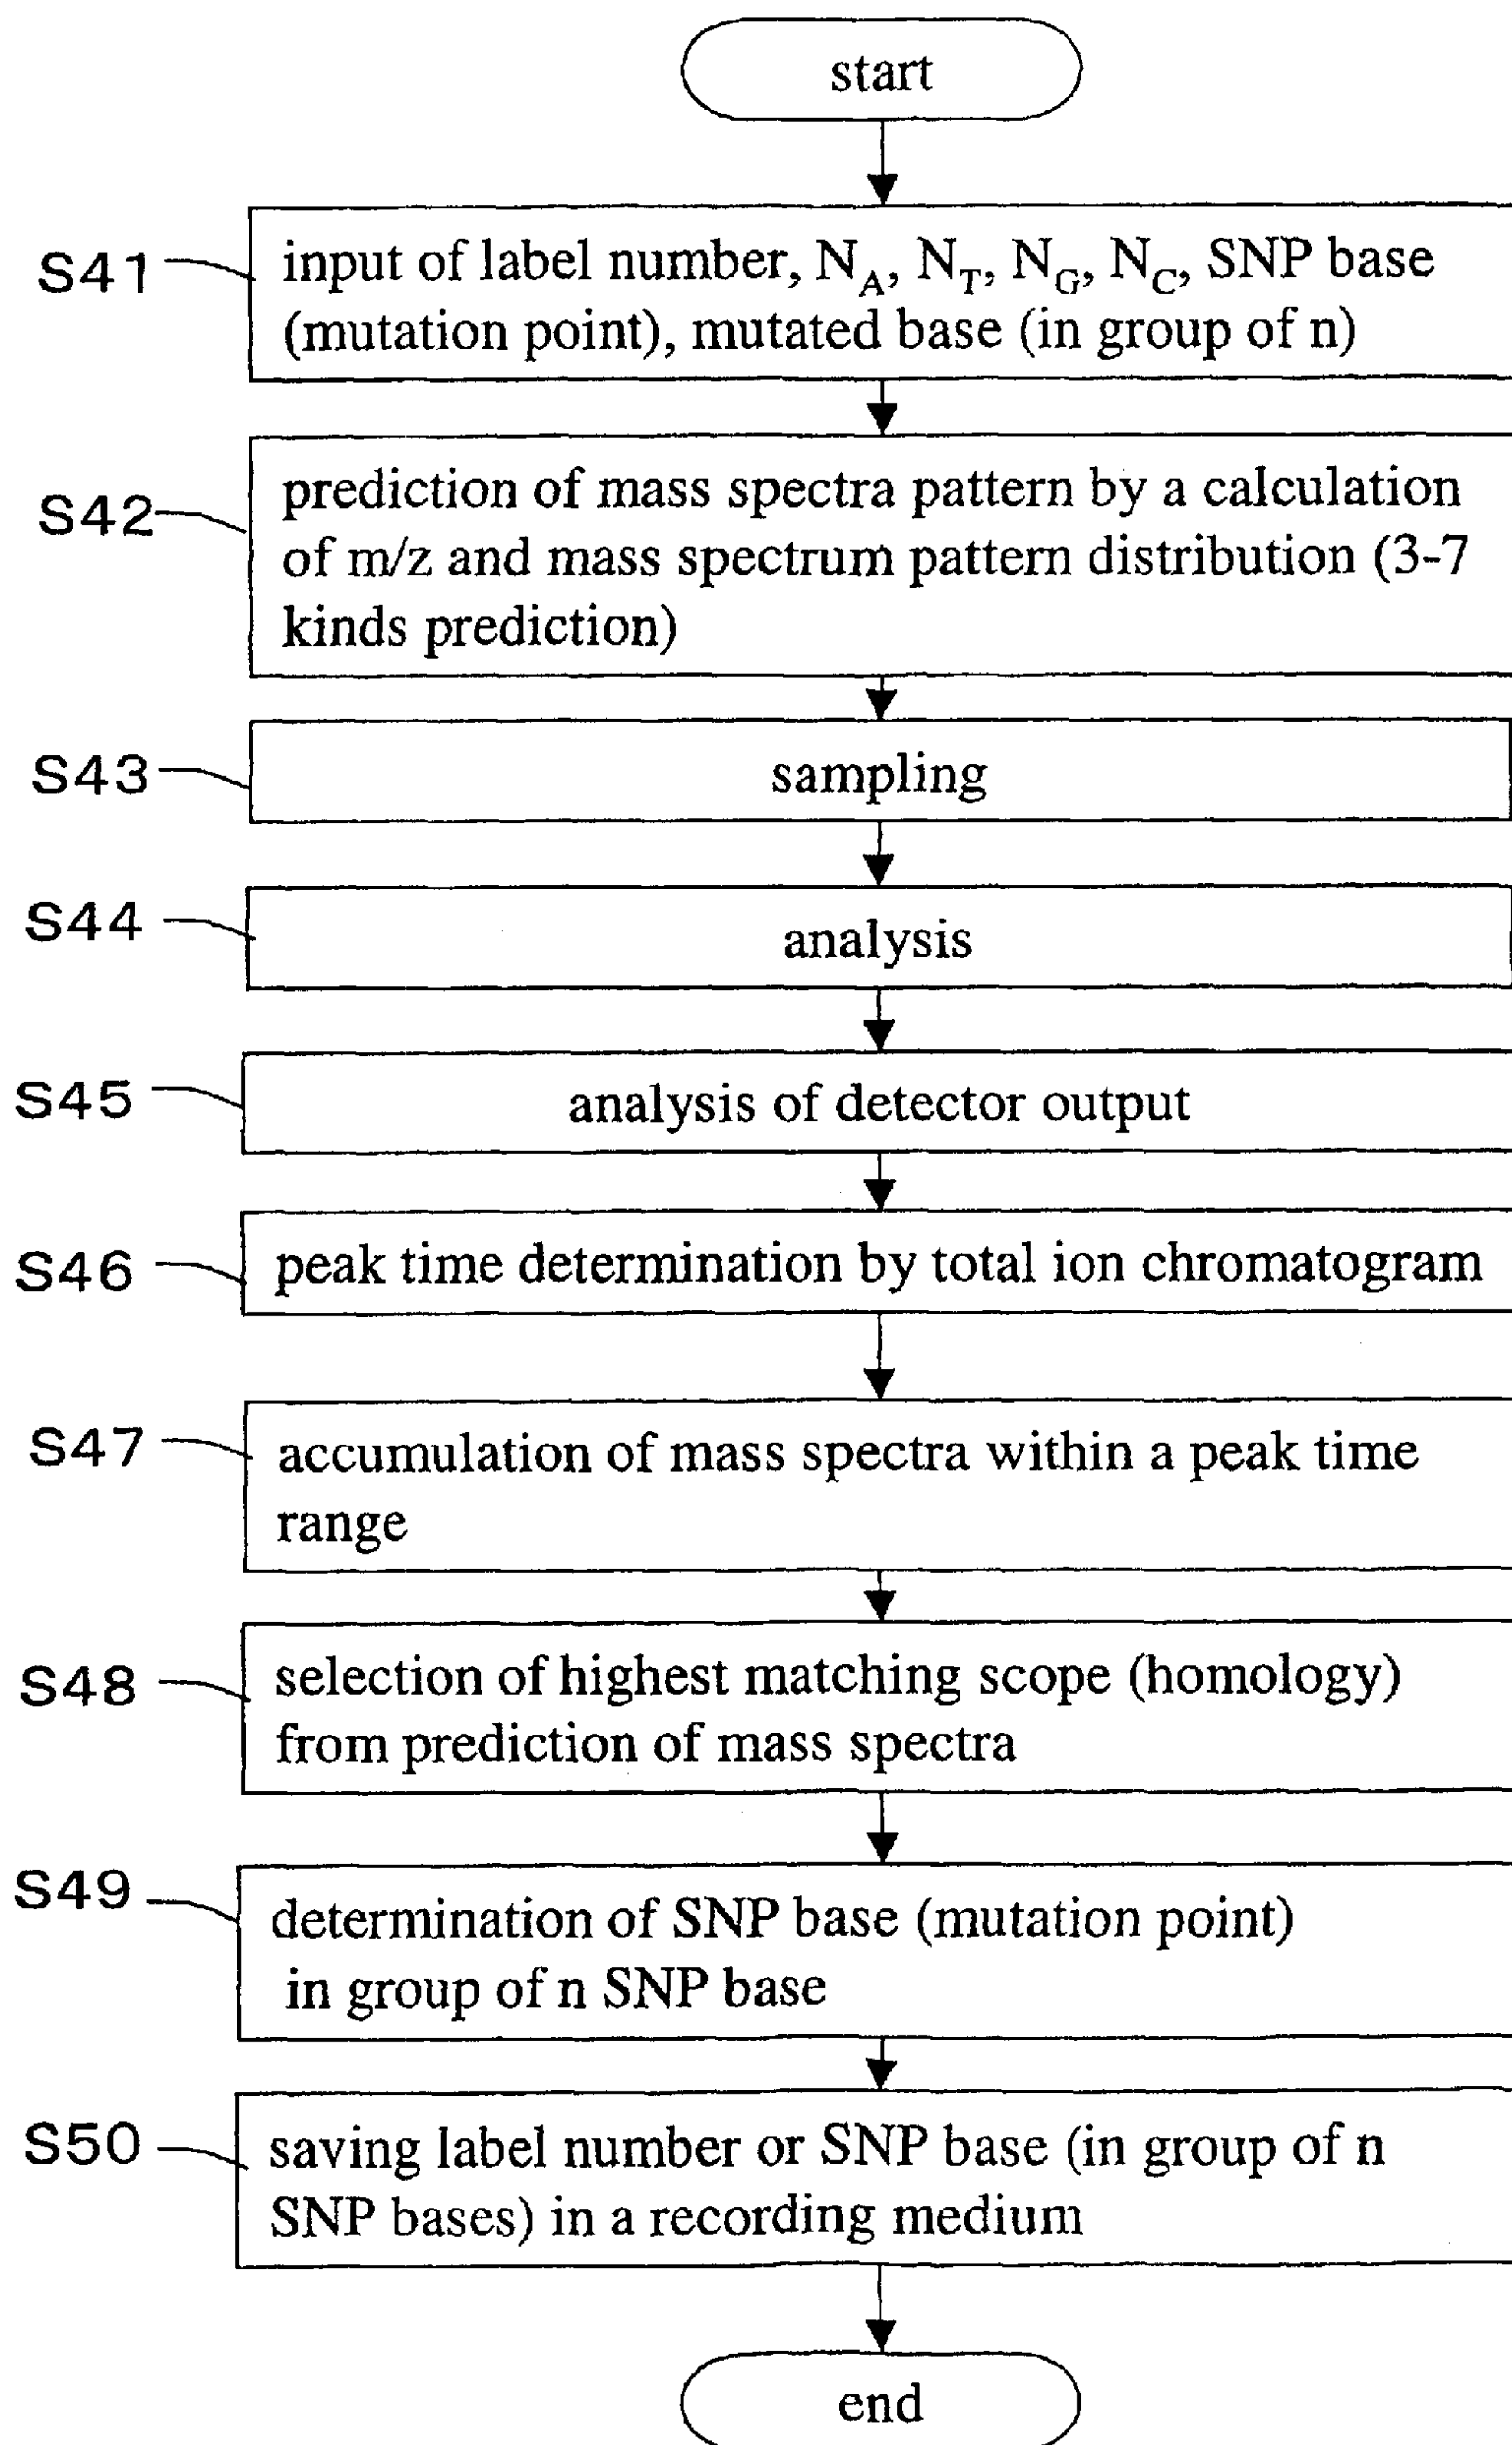 start
S41
input of label number, N_A, N_T, N_G, N_C, SNP base
(mutation point), mutated base (in group of n)
S42
prediction of mass spectra pattern by a calculation
of m/z and mass spectrum pattern distribution (3-7
kinds prediction)
S43
sampling
S44
analysis
S45
analysis of detector output
S46
peak time determination by total ion chromatogram
S47
accumulation of mass spectra within a peak time
range
S48
selection of highest matching scope (homology)
from prediction of mass spectra
S49
determination of SNP base (mutation point)
in group of n SNP base
S50
saving label number or SNP base (in group of n
SNP bases) in a recording medium
end